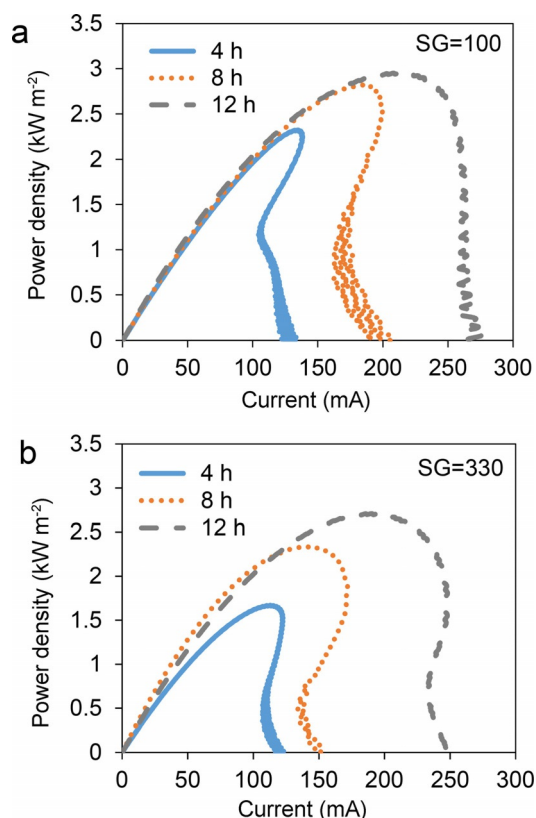 a
SG=100
4 h
8 h
12 h
Power density (kW m-2)
3.5
3
2.5
2
1.5
1
0.5
0
0 50 100 150 200 250 300
Current (mA)
b
SG=330
4 h
8 h
12 h
Power density (kW m-2)
3.5
3
2.5
2
1.5
1
0.5
0
0 50 100 150 200 250 300
Current (mA)